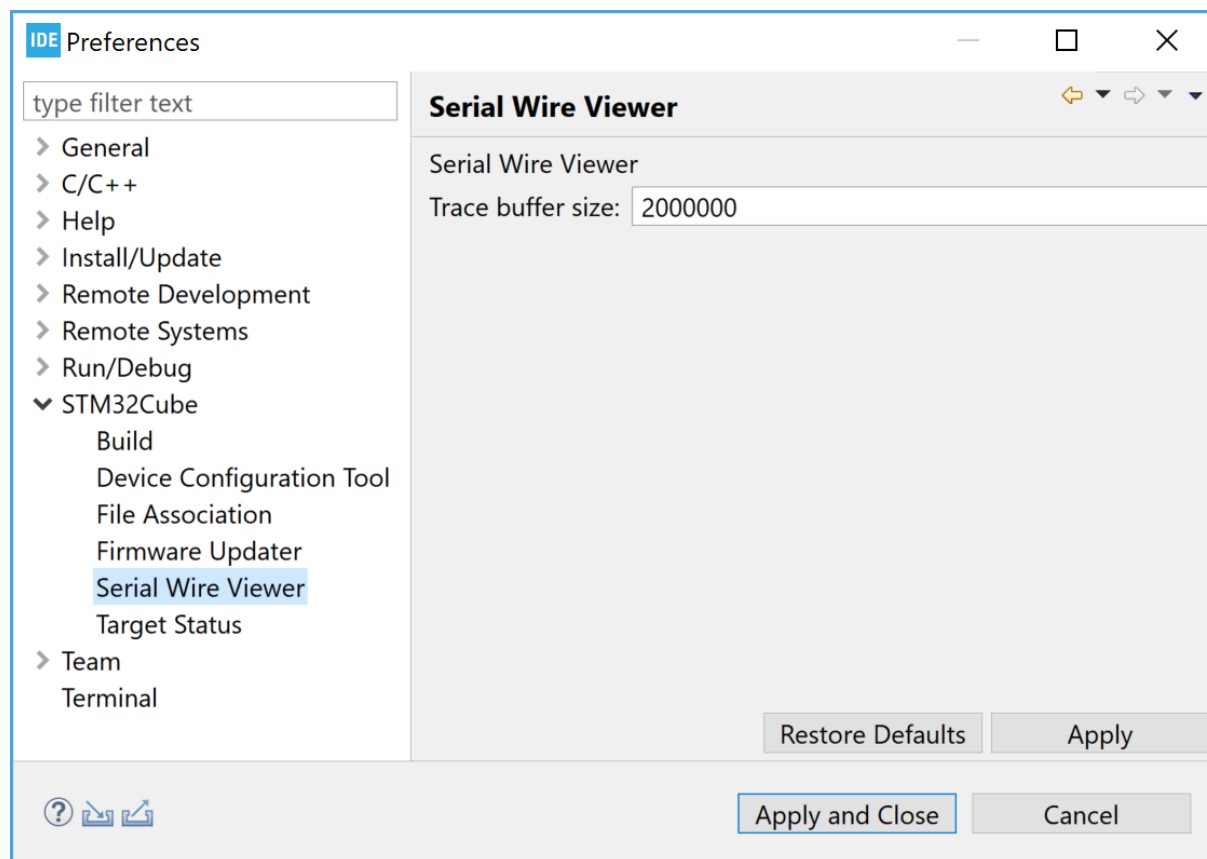 IDE Preferences
type filter text
General
C/C++
Help
Install/Update
Remote Development
Remote Systems
Run/Debug
STM32Cube
Build
Device Configuration Tool
File Association
Firmware Updater
Serial Wire Viewer
Target Status
Team
Terminal
Serial Wire Viewer
Serial Wire Viewer
Trace buffer size: 2000000
Restore Defaults Apply
? Apply and Close Cancel